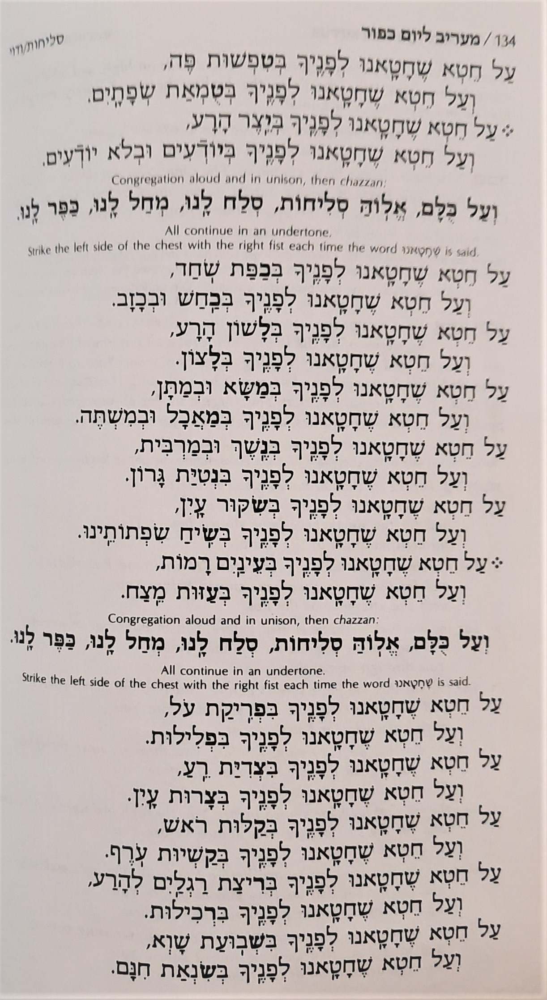 134 / מעריב ליום כפור
סליחות/ודוי
עַל חֵטְא שֶׁחָטָֽאנוּ לְפָנֶֽיךָ בְּטִפְשׁוּת פֶּה,
וְעַל חֵטְא שֶׁחָטָֽאנוּ לְפָנֶֽיךָ בְּטֻמְאַת שְׂפָתָֽיִם.
❖ עַל חֵטְא שֶׁחָטָֽאנוּ לְפָנֶֽיךָ בְּיֵֽצֶר הָרָע,
וְעַל חֵטְא שֶׁחָטָֽאנוּ לְפָנֶֽיךָ בְּיוֹדְעִים וּבְלֹא יוֹדְעִים.
Congregation aloud and in unison, then chazzan:
וְעַל כֻּלָּם, אֱלֽוֹהַּ סְלִיחוֹת, סְלַח לָֽנוּ, מְחַל לָֽנוּ, כַּפֶּר לָֽנוּ.
All continue in an undertone.
Strike the left side of the chest with the right fist each time the word שֶׁחָטָאנוּ is said.
עַל חֵטְא שֶׁחָטָֽאנוּ לְפָנֶֽיךָ בְּכַפַּת שֹֽׁחַד,
וְעַל חֵטְא שֶׁחָטָֽאנוּ לְפָנֶֽיךָ בְּכַֽחַשׁ וּבְכָזָב.
עַל חֵטְא שֶׁחָטָֽאנוּ לְפָנֶֽיךָ בְּלָשׁוֹן הָרָע,
וְעַל חֵטְא שֶׁחָטָֽאנוּ לְפָנֶֽיךָ בְּלָצוֹן.
עַל חֵטְא שֶׁחָטָֽאנוּ לְפָנֶֽיךָ בְּמַשָּׂא וּבְמַתָּן,
וְעַל חֵטְא שֶׁחָטָֽאנוּ לְפָנֶֽיךָ בְּמַאֲכָל וּבְמִשְׁתֶּה.
עַל חֵטְא שֶׁחָטָֽאנוּ לְפָנֶֽיךָ בְּנֶֽשֶׁךְ וּבְמַרְבִּית,
וְעַל חֵטְא שֶׁחָטָֽאנוּ לְפָנֶֽיךָ בִּנְטִיַּת גָּרוֹן.
עַל חֵטְא שֶׁחָטָֽאנוּ לְפָנֶֽיךָ בְּשִׂקּוּר עָֽיִן,
וְעַל חֵטְא שֶׁחָטָֽאנוּ לְפָנֶֽיךָ בְּשִֽׂיחַ שִׂפְתוֹתֵֽינוּ.
❖ עַל חֵטְא שֶׁחָטָֽאנוּ לְפָנֶֽיךָ בְּעֵינַֽיִם רָמוֹת,
וְעַל חֵטְא שֶׁחָטָֽאנוּ לְפָנֶֽיךָ בְּעַזּוּת מֵֽצַח.
Congregation aloud and in unison, then chazzan:
וְעַל כֻּלָּם, אֱלֽוֹהַּ סְלִיחוֹת, סְלַח לָֽנוּ, מְחַל לָֽנוּ, כַּפֶּר לָֽנוּ.
All continue in an undertone.
Strike the left side of the chest with the right fist each time the word שֶׁחָטָאנוּ is said.
עַל חֵטְא שֶׁחָטָֽאנוּ לְפָנֶֽיךָ בִּפְרִֽיקַת עֹל,
וְעַל חֵטְא שֶׁחָטָֽאנוּ לְפָנֶֽיךָ בִּפְלִילוּת.
עַל חֵטְא שֶׁחָטָֽאנוּ לְפָנֶֽיךָ בִּצְדִיַּת רֵֽעַ,
וְעַל חֵטְא שֶׁחָטָֽאנוּ לְפָנֶֽיךָ בְּצָרוּת עָֽיִן.
עַל חֵטְא שֶׁחָטָֽאנוּ לְפָנֶֽיךָ בְּקַלּוּת רֹאשׁ,
וְעַל חֵטְא שֶׁחָטָֽאנוּ לְפָנֶֽיךָ בְּקַשְׁיוּת עֹֽרֶף.
עַל חֵטְא שֶׁחָטָֽאנוּ לְפָנֶֽיךָ בְּרִיצַת רַגְלַֽיִם לְהָרַע,
וְעַל חֵטְא שֶׁחָטָֽאנוּ לְפָנֶֽיךָ בִּרְכִילוּת.
עַל חֵטְא שֶׁחָטָֽאנוּ לְפָנֶֽיךָ בִּשְׁבֽוּעַת שָׁוְא,
וְעַל חֵטְא שֶׁחָטָֽאנוּ לְפָנֶֽיךָ בְּשִׂנְאַת חִנָּם.